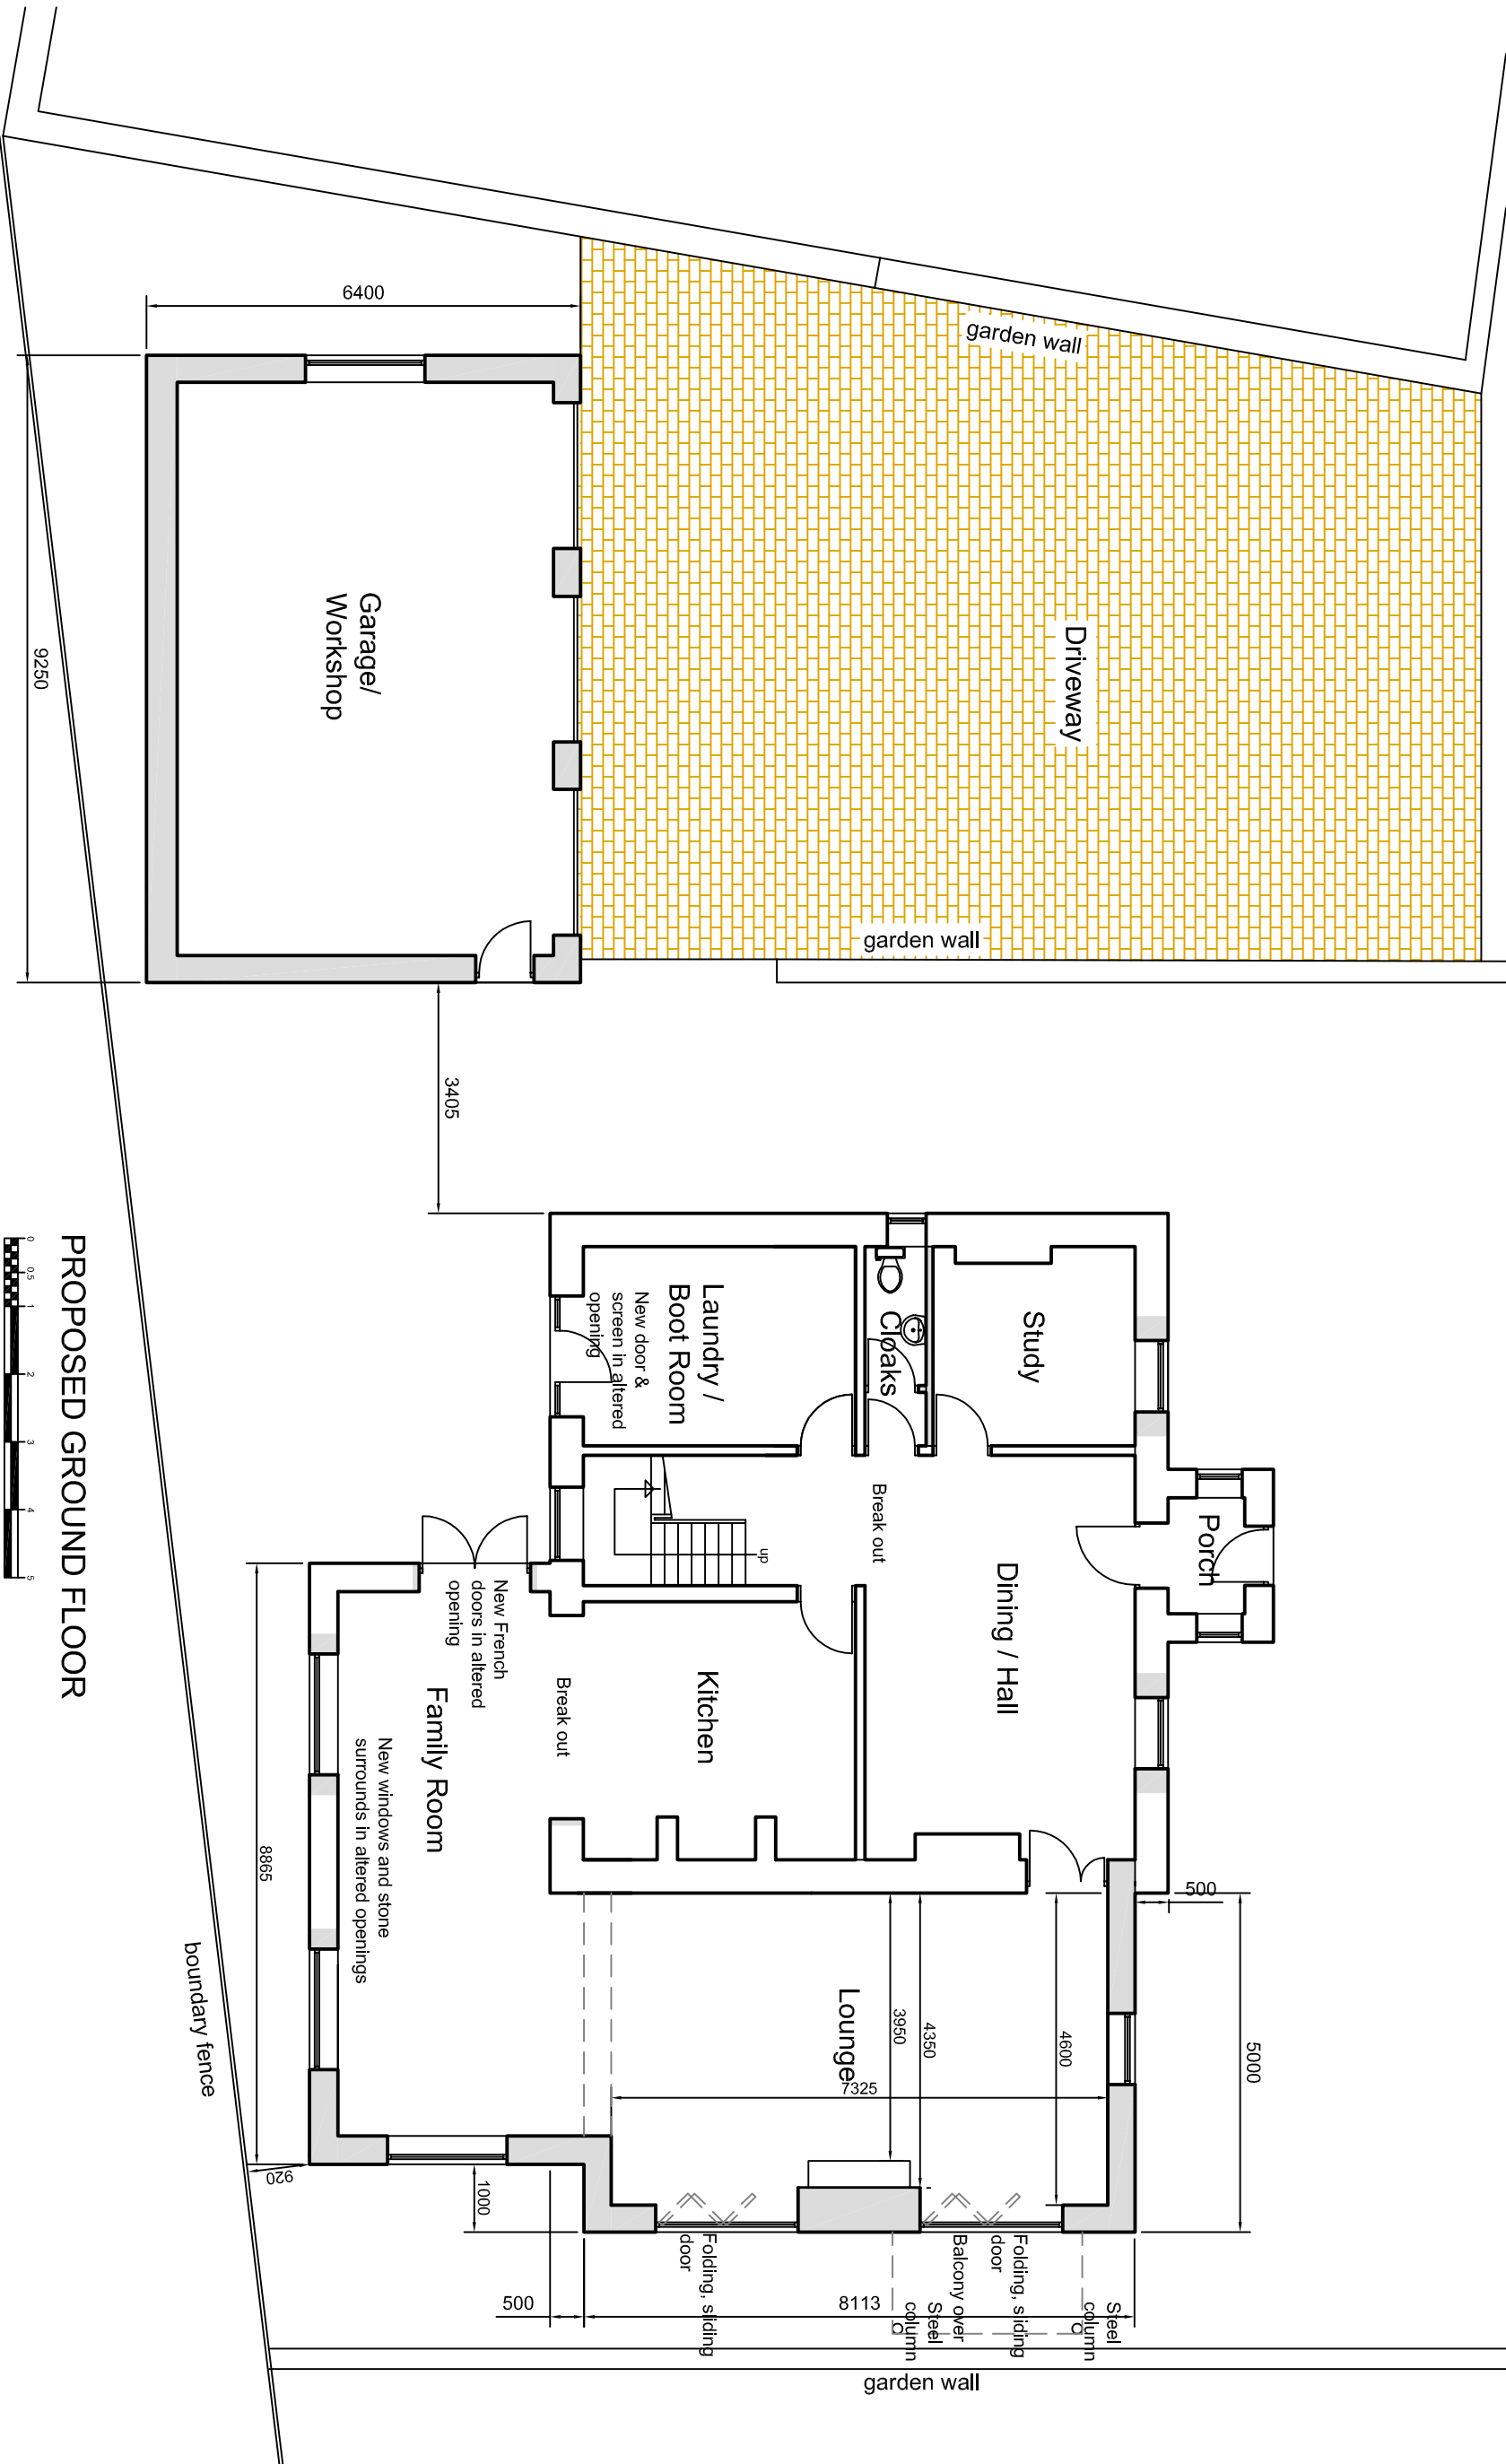 garden wall
Driveway
garden wall
6400
Garage/
Workshop
9250
3405
Porch
Study
Cloaks
Laundry /
Boot Room
New door &
screen in altered
opening
Break out
up
Dining / Hall
Kitchen
Break out
New French
doors in altered
opening
Family Room
New windows and stone
surrounds in altered openings
8865
500
5000
4600
4350
3950
Lounge
7325
920
1000
Steel
column
Folding, sliding
door
Balcony over
Steel
column
Folding, sliding
door
8113
500
garden wall
boundary fence
PROPOSED GROUND FLOOR
0 0.5 1 2 3 4 5